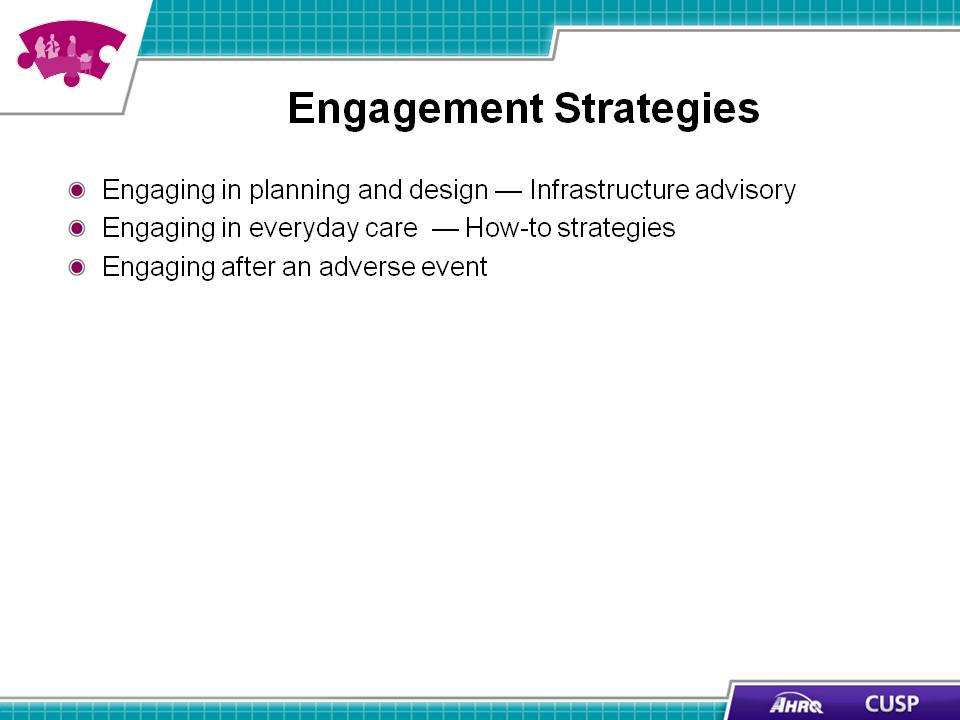 Engagement Strategies
Engaging in planning and design — Infrastructure advisory
Engaging in everyday care — How-to strategies
Engaging after an adverse event
AHRQ
CUSP